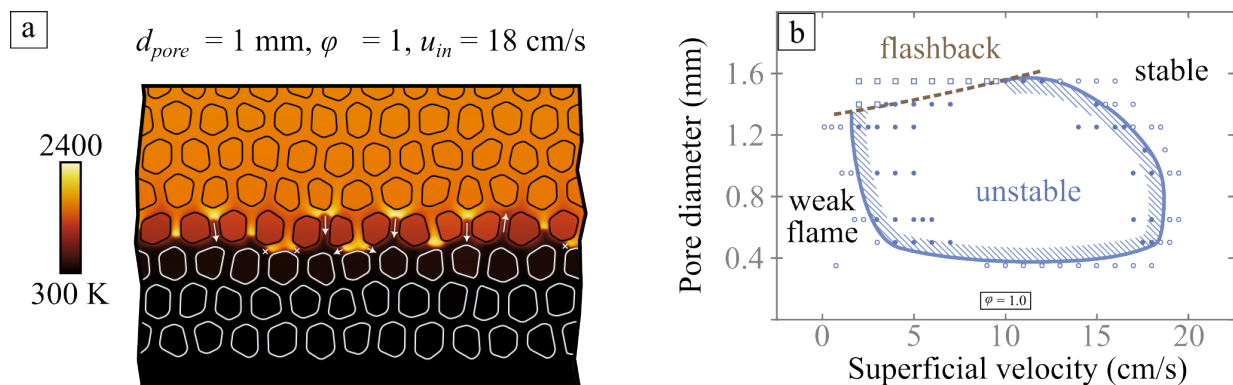 a
d_pore = 1 mm, φ = 1, u_in = 18 cm/s
2400
300 K
b
flashback
stable
unstable
weak
flame
φ = 1.0
Pore diameter (mm)
1.6
1.2
0.8
0.4
0 5 10 15 20
Superficial velocity (cm/s)